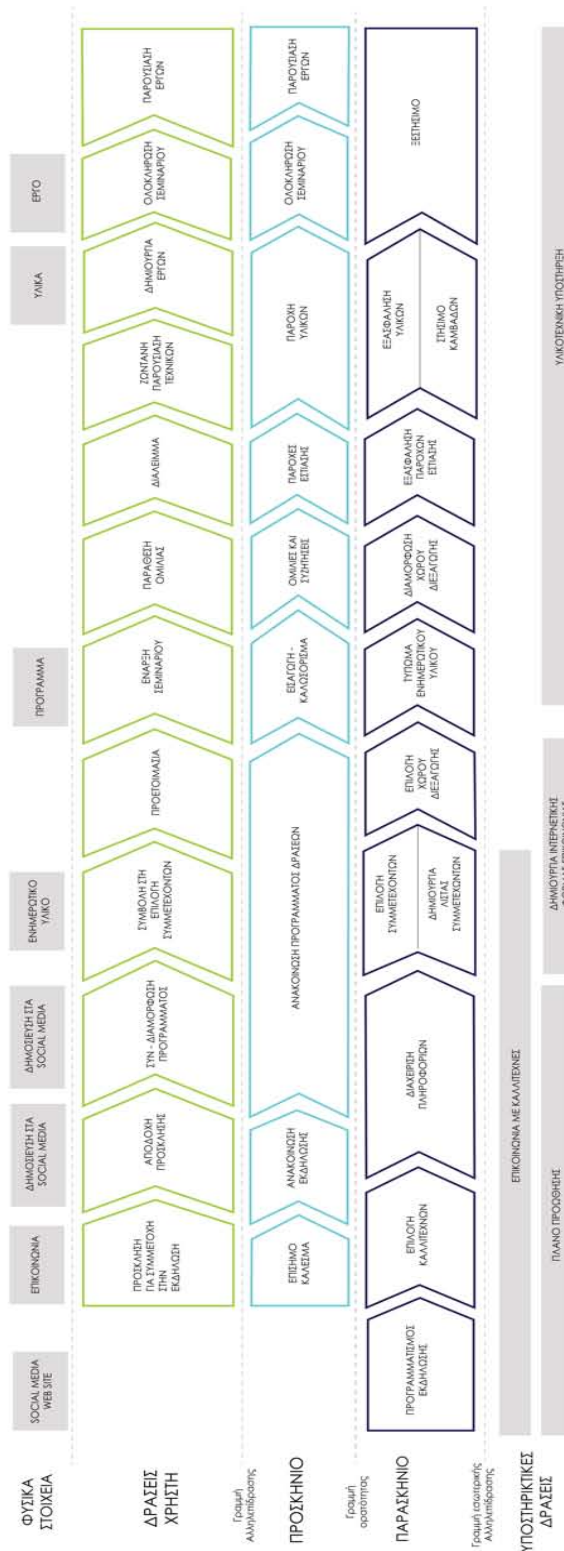 ΦΥΣΙΚΑ
ΣΤΟΙΧΕΙΑ
SOCIAL MEDIA
WEB SITE
ΕΠΙΚΟΙΝΩΝΙΑ
ΔΗΜΟΣΙΕΥΣΗ ΣΤΑ
SOCIAL MEDIA
ΔΗΜΟΣΙΕΥΣΗ ΣΤΑ
SOCIAL MEDIA
ΕΝΗΜΕΡΩΤΙΚΟ
ΥΛΙΚΟ
ΠΡΟΓΡΑΜΜΑ
ΥΛΙΚΑ
ΕΡΓΟ
ΔΡΑΣΕΙΣ
ΧΡΗΣΤΗ
ΠΡΟΣΚΛΗΣΗ
ΓΙΑ ΣΥΜΜΕΤΟΧΗ
ΣΤΗΝ
ΕΚΔΗΛΩΣΗ
ΑΠΟΔΟΧΗ
ΠΡΟΣΚΛΗΣΗΣ
ΣΥΝ - ΔΙΑΜΟΡΦΩΣΗ
ΠΡΟΓΡΑΜΜΑΤΟΣ
ΣΥΜΒΟΛΗ ΣΤΗ
ΕΠΙΛΟΓΗ
ΣΥΜΜΕΤΕΧΟΝΤΩΝ
ΠΡΟΕΤΟΙΜΑΣΙΑ
ΕΝΑΡΞΗ
ΣΕΜΙΝΑΡΙΟΥ
ΠΑΡΑΘΕΣΗ
ΟΜΙΛΙΑΣ
ΔΙΑΛΕΙΜΜΑ
ΖΩΝΤΑΝΗ
ΠΑΡΟΥΣΙΑΣΗ
ΤΕΧΝΙΚΩΝ
ΔΗΜΙΟΥΡΓΙΑ
ΕΡΓΩΝ
ΟΛΟΚΛΗΡΩΣΗ
ΣΕΜΙΝΑΡΙΟΥ
ΠΑΡΟΥΣΙΑΣΗ
ΕΡΓΩΝ
Γραμμή
Αλληλεπίδρασης
ΠΡΟΣΚΗΝΙΟ
ΕΠΙΣΗΜΟ
ΚΑΛΕΣΜΑ
ΑΝΑΚΟΙΝΩΣΗ
ΕΚΔΗΛΩΣΗΣ
ΑΝΑΚΟΙΝΩΣΗ ΠΡΟΓΡΑΜΜΑΤΟΣ ΔΡΑΣΕΩΝ
ΕΙΣΑΓΩΓΗ -
ΚΑΛΩΣΟΡΙΣΜΑ
ΟΜΙΛΙΕΣ ΚΑΙ
ΣΥΖΗΤΗΣΕΙΣ
ΠΑΡΟΧΕΣ
ΕΣΤΙΑΣΗΣ
ΠΑΡΟΧΗ
ΥΛΙΚΩΝ
ΟΛΟΚΛΗΡΩΣΗ
ΣΕΜΙΝΑΡΙΟΥ
ΠΑΡΟΥΣΙΑΣΗ
ΕΡΓΩΝ
Γραμμή
ορατότητας
ΠΑΡΑΣΚΗΝΙΟ
ΠΡΟΓΡΑΜΜΑΤΙΣΜΟΣ
ΕΚΔΗΛΩΣΗΣ
ΕΠΙΛΟΓΗ
ΚΑΛΛΙΤΕΧΝΩΝ
ΔΙΑΧΕΙΡΙΣΗ
ΠΛΗΡΟΦΟΡΙΩΝ
ΕΠΙΛΟΓΗ
ΣΥΜΜΕΤΕΧΟΝΤΩΝ
ΔΗΜΙΟΥΡΓΙΑ
ΛΙΣΤΑΣ
ΣΥΜΜΕΤΕΧΟΝΤΩΝ
ΕΠΙΛΟΓΗ
ΧΩΡΟΥ
ΔΙΕΞΑΓΩΓΗΣ
ΤΥΠΩΜΑ
ΕΝΗΜΕΡΩΤΙΚΟΥ
ΥΛΙΚΟΥ
ΔΙΑΜΟΡΦΩΣΗ
ΧΩΡΟΥ
ΔΙΕΞΑΓΩΓΗΣ
ΕΞΑΣΦΑΛΗΣΗ
ΠΑΡΟΧΩΝ
ΕΣΤΙΑΣΗΣ
ΕΞΑΣΦΑΛΗΣΗ
ΥΛΙΚΩΝ
ΣΤΗΣΙΜΟ
ΚΑΜΒΑΔΩΝ
ΞΕΣΤΗΣΙΜΟ
Γραμμή εσωτερικής
Αλληλεπίδρασης
ΥΠΟΣΤΗΡΙΚΤΙΚΕΣ
ΔΡΑΣΕΙΣ
ΕΠΙΚΟΙΝΩΝΙΑ ΜΕ ΚΑΛΛΙΤΕΧΝΕΣ
ΠΛΑΝΟ ΠΡΟΩΘΗΣΗΣ
ΔΗΜΙΟΥΡΓΙΑ ΙΝΤΕΡΝΕΤΙΚΗΣ
ΥΛΙΚΟΤΕΧΝΙΚΗ ΥΠΟΣΤΗΡΙΞΗ